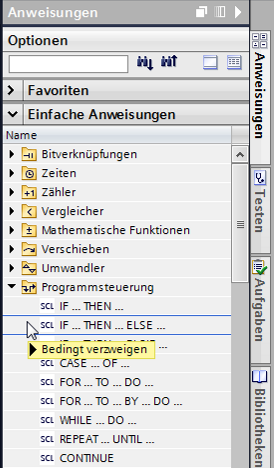 Anweisungen
Optionen
Favoriten
Einfache Anweisungen
Name
Bitverknüpfungen
Zeiten
+1 Zähler
< Vergleicher
± Mathematische Funktionen
Verschieben
Umwandler
Programmsteuerung
SCL IF ... THEN ...
SCL IF ... THEN ... ELSE ...
Bedingt verzweigen
SCL CASE ... OF ...
SCL FOR ... TO ... DO ...
SCL FOR ... TO ... BY ... DO ...
SCL WHILE ... DO ...
SCL REPEAT ... UNTIL ...
SCL CONTINUE
Anweisungen
Testen
Aufgaben
Bibliotheken